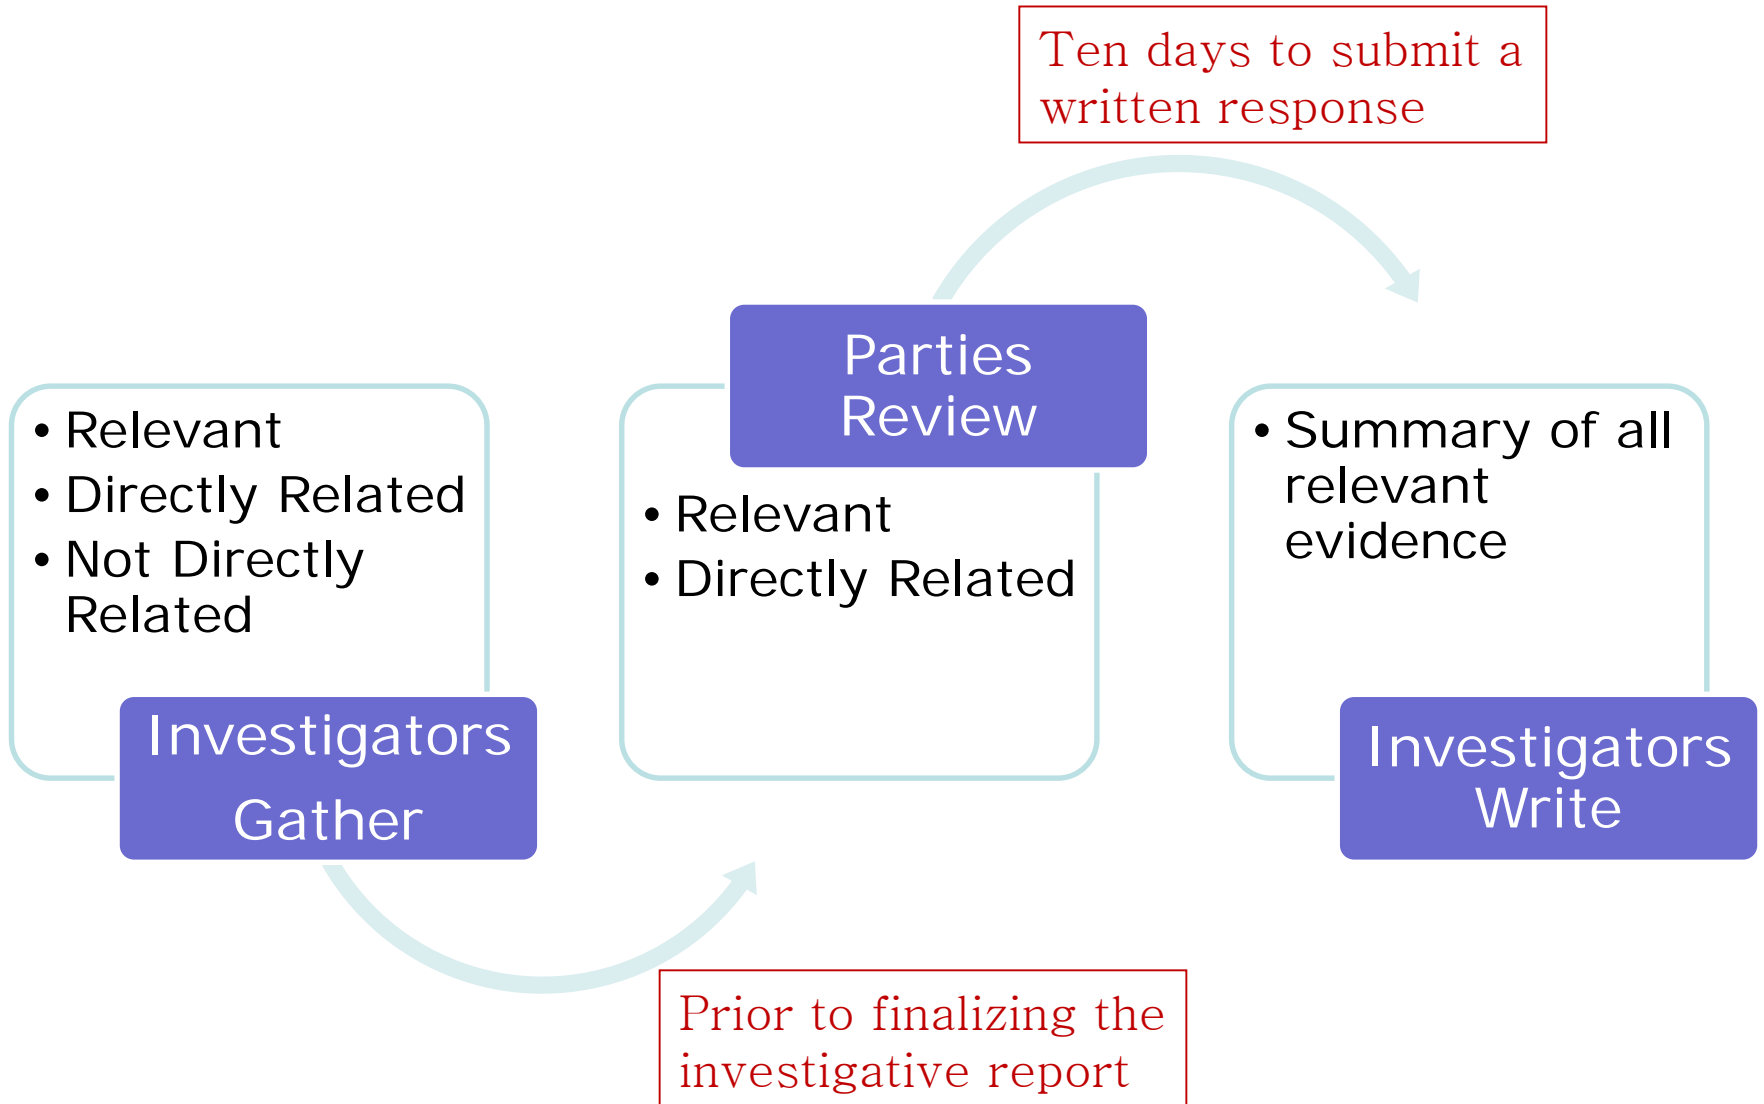 Ten days to submit a
written response
• Relevant
• Directly Related
• Not Directly
Related
Investigators
Gather
Parties
Review
• Relevant
• Directly Related
• Summary of all
relevant
evidence
Investigators
Write
Prior to finalizing the
investigative report